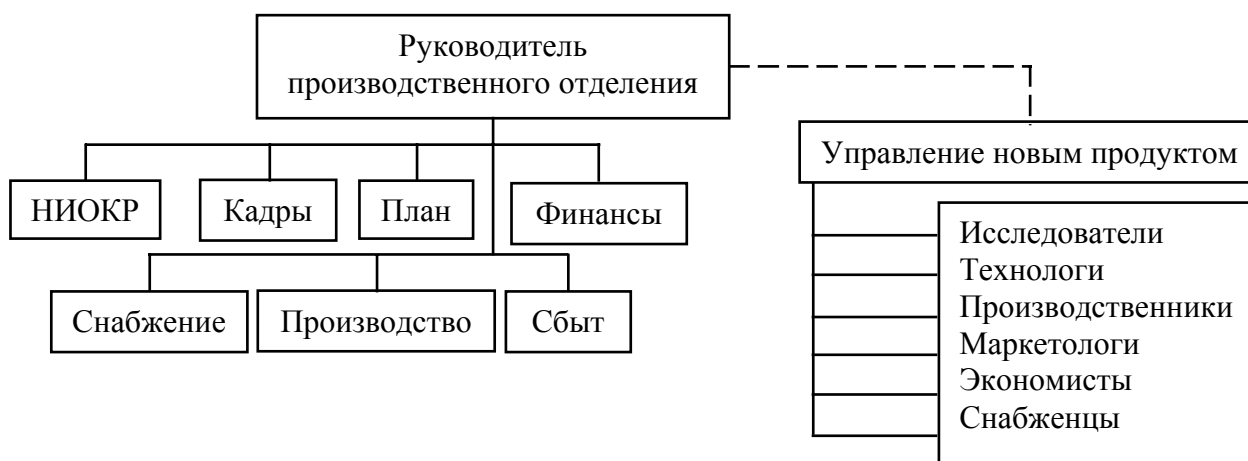 Руководитель
производственного отделения
Управление новым продуктом
НИОКР
Кадры
План
Финансы
Снабжение
Производство
Сбыт
Исследователи
Технологи
Производственники
Маркетологи
Экономисты
Снабженцы